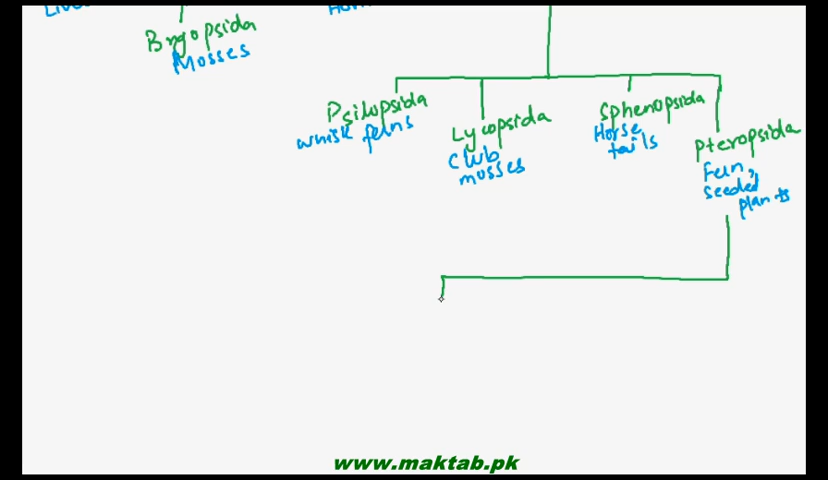 Bryopsida
Mosses
Psilopsida
whisk ferns
Lycopsida
Club
mosses
Sphenopsida
Horse
tails
Pteropsida
Fern,
seeded
plants
www.maktab.pk